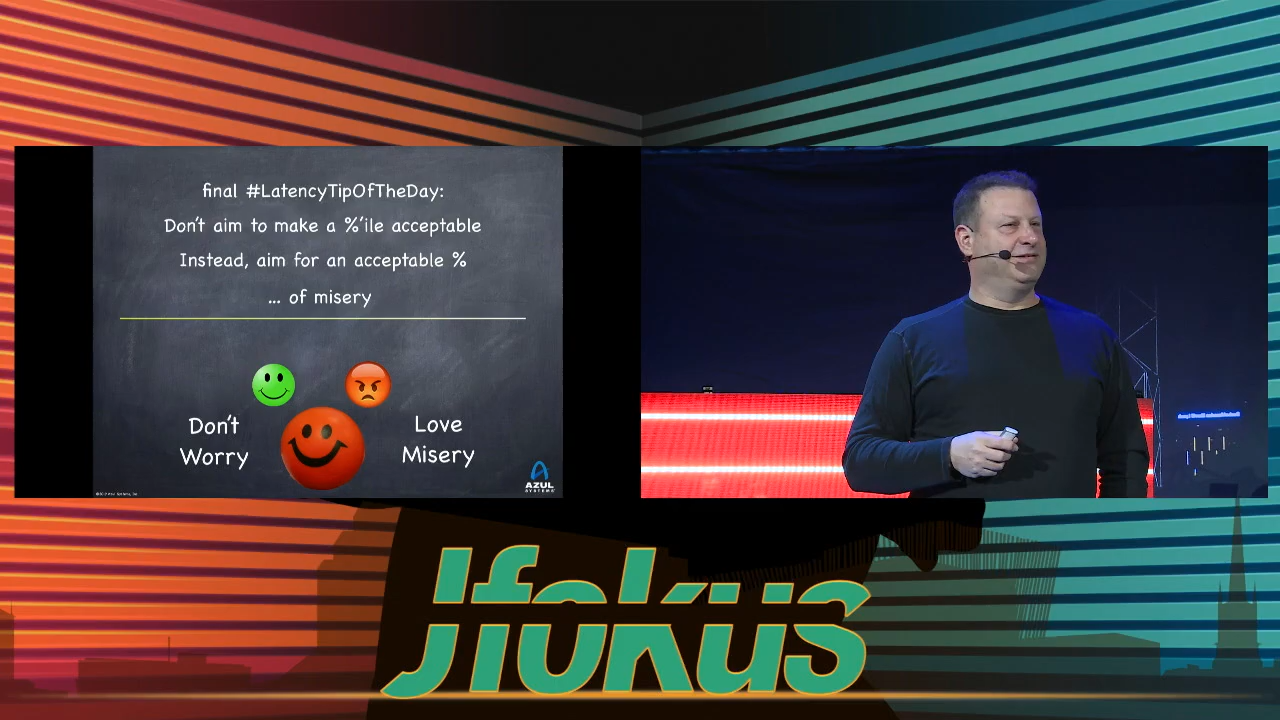 final #LatencyTipOfTheDay:
Don't aim to make a %'ile acceptable
Instead, aim for an acceptable %
... of misery
Don't
Worry
Love
Misery
AZUL
SYSTEMS
Jfokus